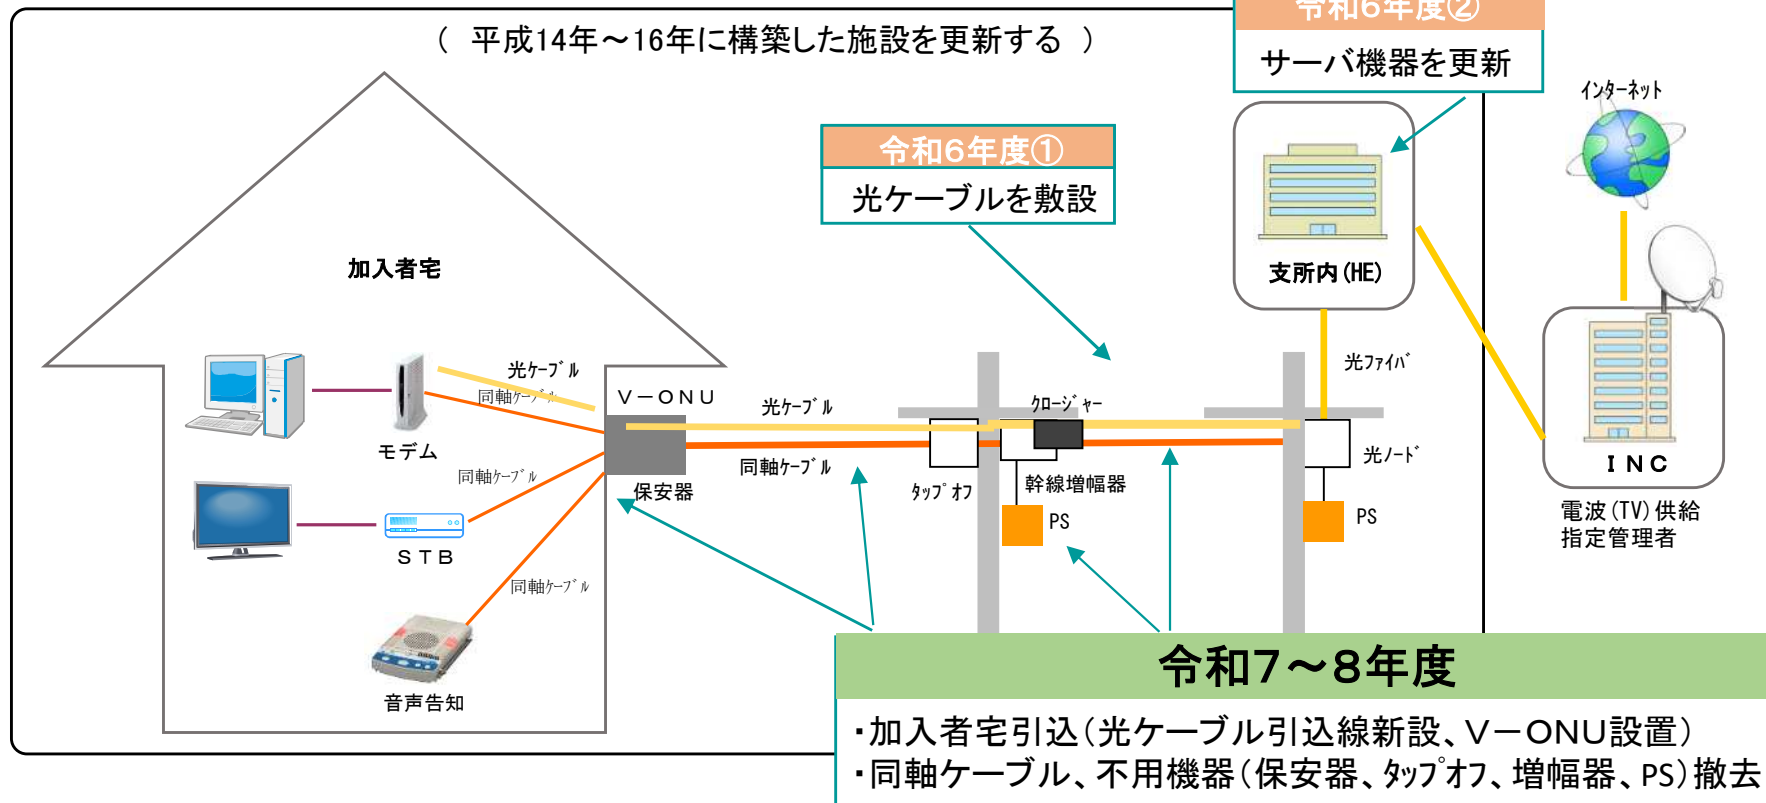 令和6年度②
サーバ機器を更新
( 平成14年～16年に構築した施設を更新する )
インターネット
令和6年度①
光ケーブルを敷設
加入者宅
支所内(HE)
光ケーブル
同軸ケーブル
V－ONU
光ケーブル
クロージャー
光ファイバ
モデム
同軸ケーブル
同軸ケーブル
保安器
タップオフ
幹線増幅器
光ノード
INC
PS
PS
電波(TV)供給
指定管理者
STB
同軸ケーブル
音声告知
令和7～8年度
・加入者宅引込(光ケーブル引込線新設、V－ONU設置)
・同軸ケーブル、不用機器(保安器、タップオフ、増幅器、PS)撤去